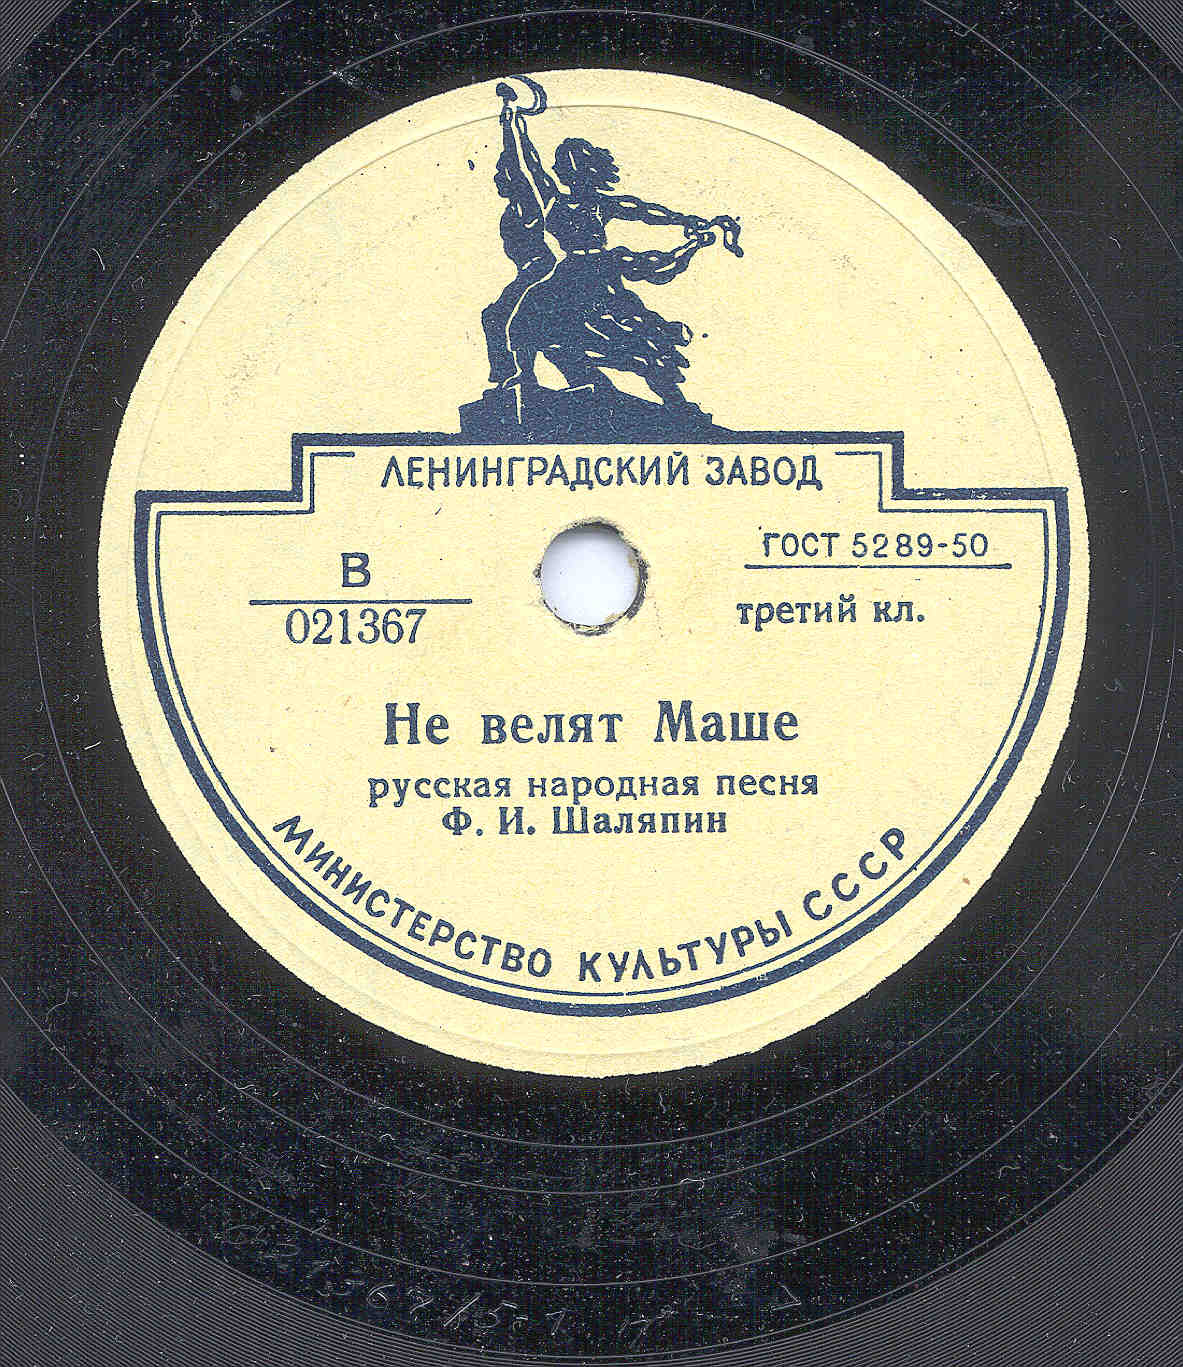 ЛЕНИНГРАДСКИЙ ЗАВОД
В
021367
ГОСТ 5289-50
третий кл.
Не велят Маше
русская народная песня
Ф. И. Шаляпин
МИНИСТЕРСТВО КУЛЬТУРЫ СССР